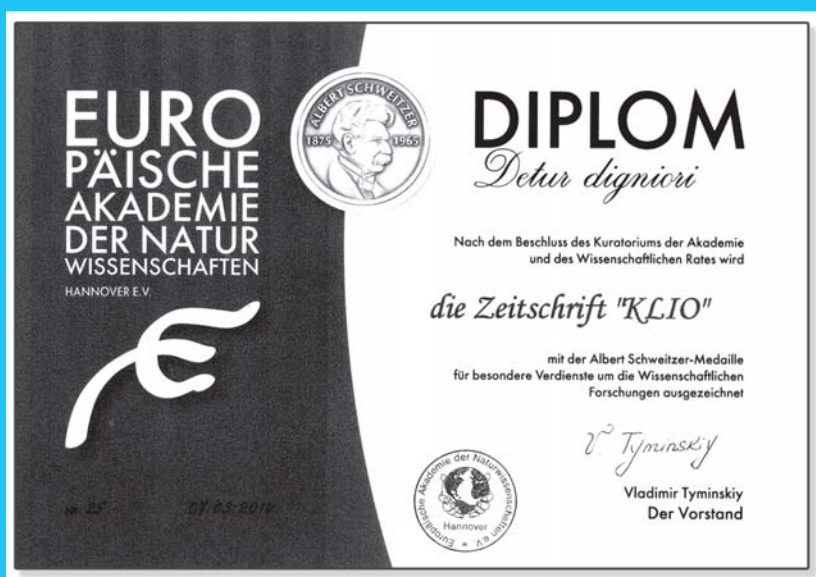 EURO
PÄISCHE
AKADEMIE
DER NATUR
WISSENSCHAFTEN
HANNOVER E.V.
ALBERT SCHWEITZER
1875 1965
DIPLOM
Detur digniori
Nach dem Beschluss des Kuratoriums der Akademie
und des Wissenschaftlichen Rates wird
die Zeitschrift "KLIO"
mit der Albert Schweitzer-Medaille
für besondere Verdienste um die Wissenschaftlichen
Forschungen ausgezeichnet
V. Tyminskiy
Vladimir Tyminskiy
Der Vorstand
Europäische Akademie der Naturwissenschaften e.V.
Hannover
№ 25